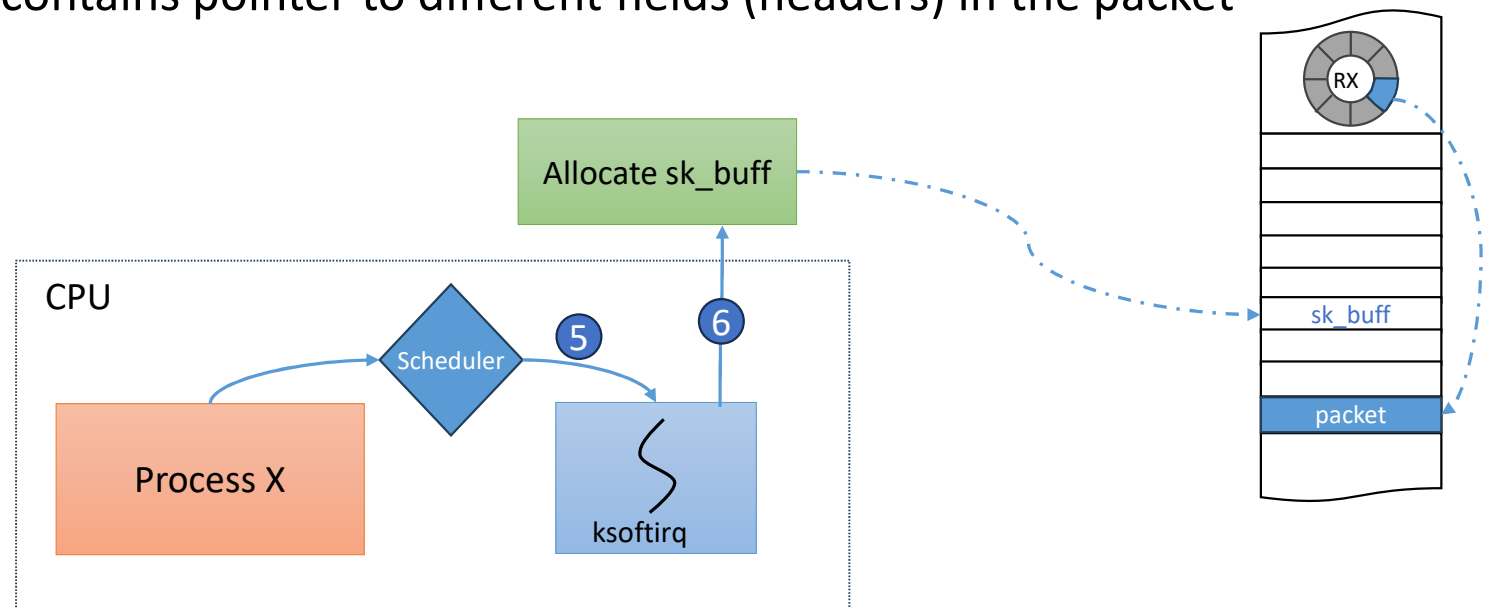 contains pointer to different fields (headers) in the packet
RX
Allocate sk_buff
CPU
Scheduler
5
6
sk_buff
packet
Process X
ksoftirq